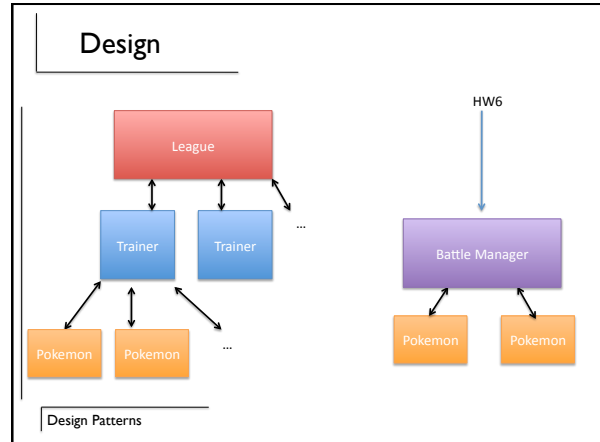 Design
HW6
League
Trainer
Trainer
...
Battle Manager
Pokemon
Pokemon
...
Pokemon
Pokemon
Design Patterns